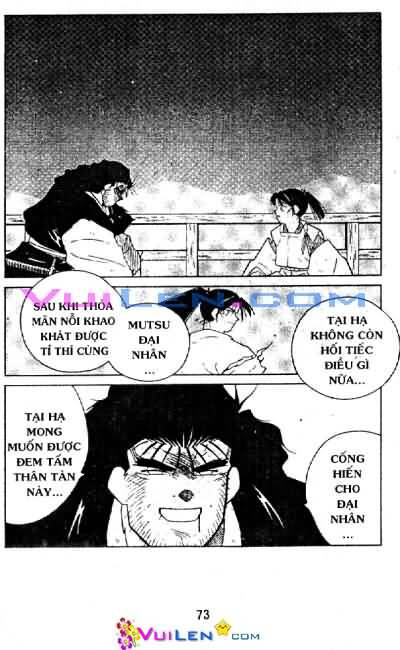 VUILEN.COM
TẠI HẠ
KHÔNG CÒN
HỐI TIẾC
ĐIỀU GÌ
NỮA...
MUTSU
ĐẠI
NHÂN
...
SAU KHI THỎA
MÃN NỖI KHAO
KHÁT ĐƯỢC
TỈ THÍ CÙNG
TẠI HẠ
MONG
MUỐN ĐƯỢC
ĐEM TẤM
THÂN TÀN
NÀY...
CỐNG
HIẾN
CHO
ĐẠI
NHÂN
...
73
VUILEN.COM